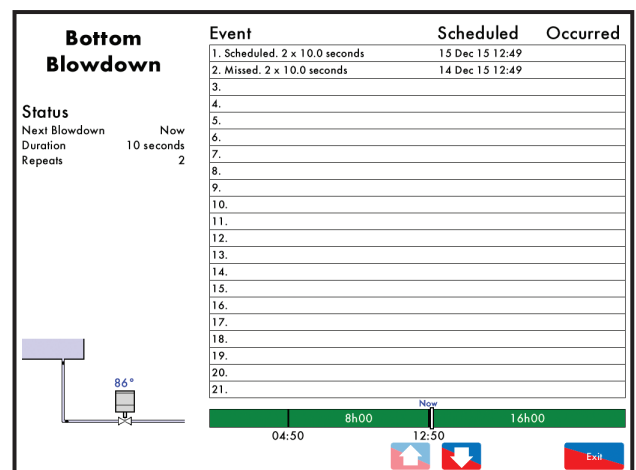 Bottom
Blowdown
Status
Next Blowdown Now
Duration 10 seconds
Repeats 2
86°
Event Scheduled Occurred
1. Scheduled. 2 x 10.0 seconds 15 Dec 15 12:49
2. Missed. 2 x 10.0 seconds 14 Dec 15 12:49
3.
4.
5.
6.
7.
8.
9.
10.
11.
12.
13.
14.
15.
16.
17.
18.
19.
20.
21.
Now
8h00 16h00
04:50 12:50
Exit